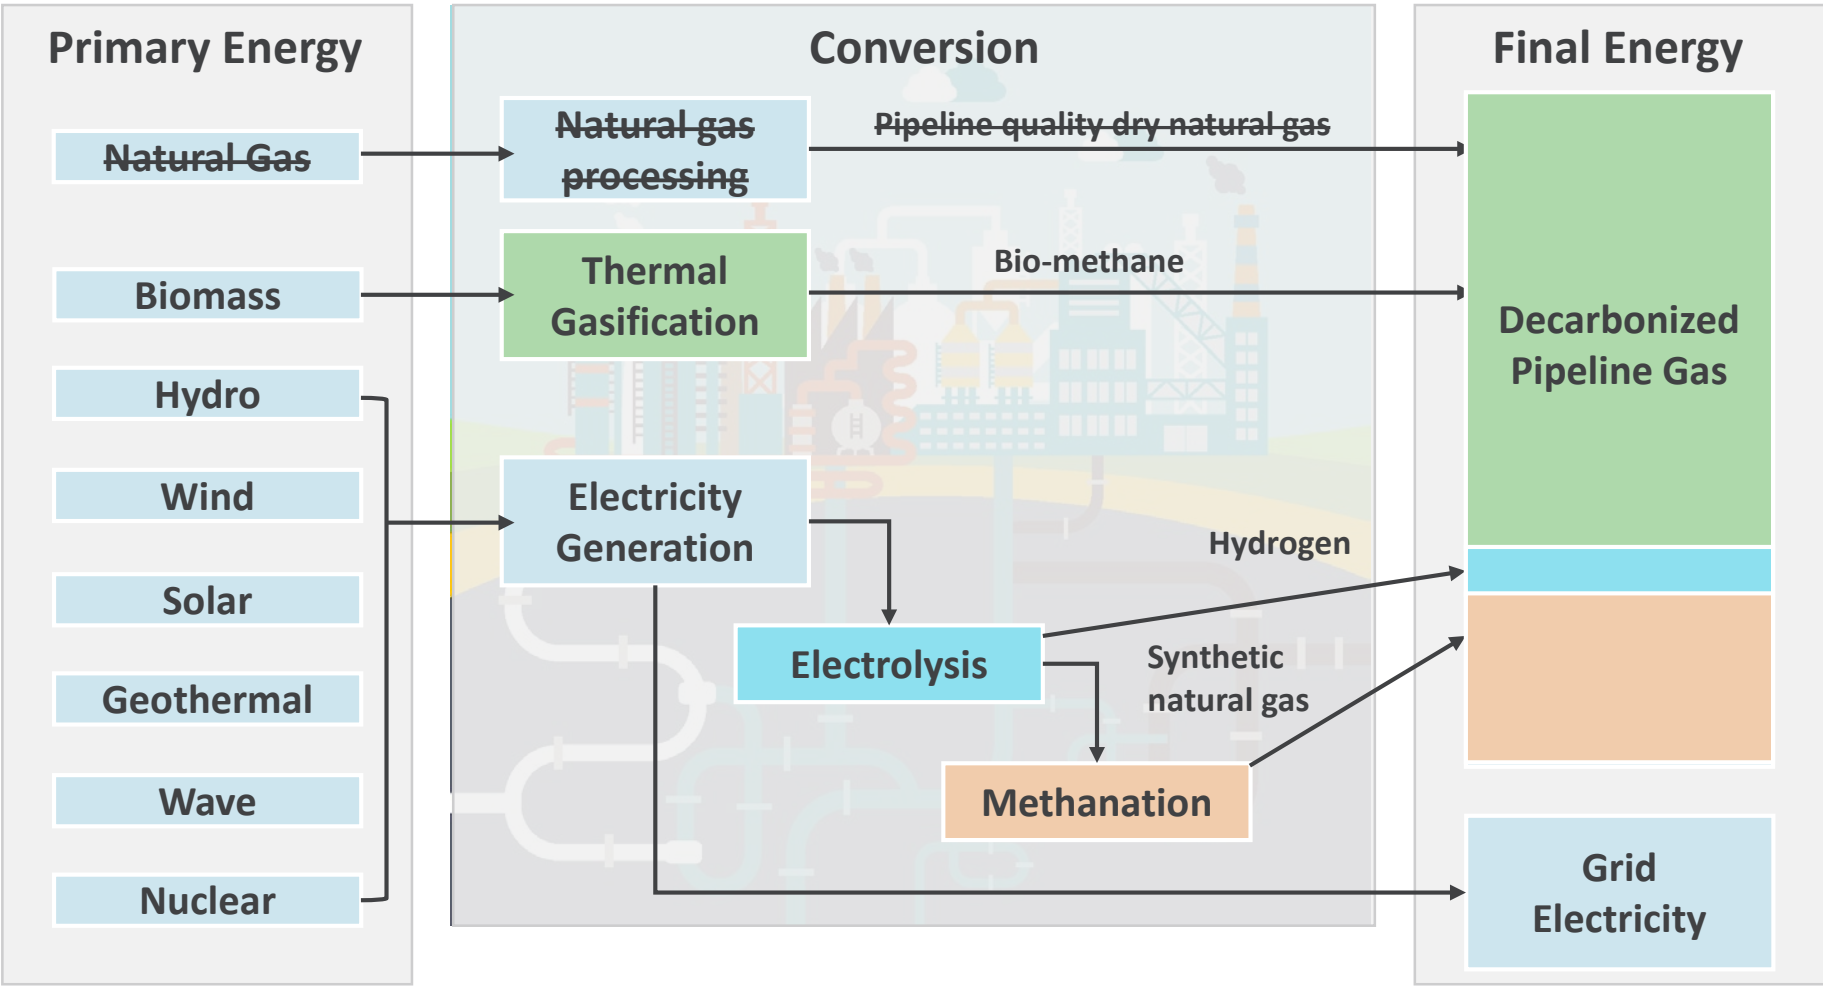 Primary Energy
Natural Gas
Biomass
Hydro
Wind
Solar
Geothermal
Wave
Nuclear
Conversion
Natural gas
processing
Pipeline quality dry natural gas
Thermal
Gasification
Bio-methane
Electricity
Generation
Hydrogen
Electrolysis
Synthetic
natural gas
Methanation
Final Energy
Decarbonized
Pipeline Gas
Grid
Electricity